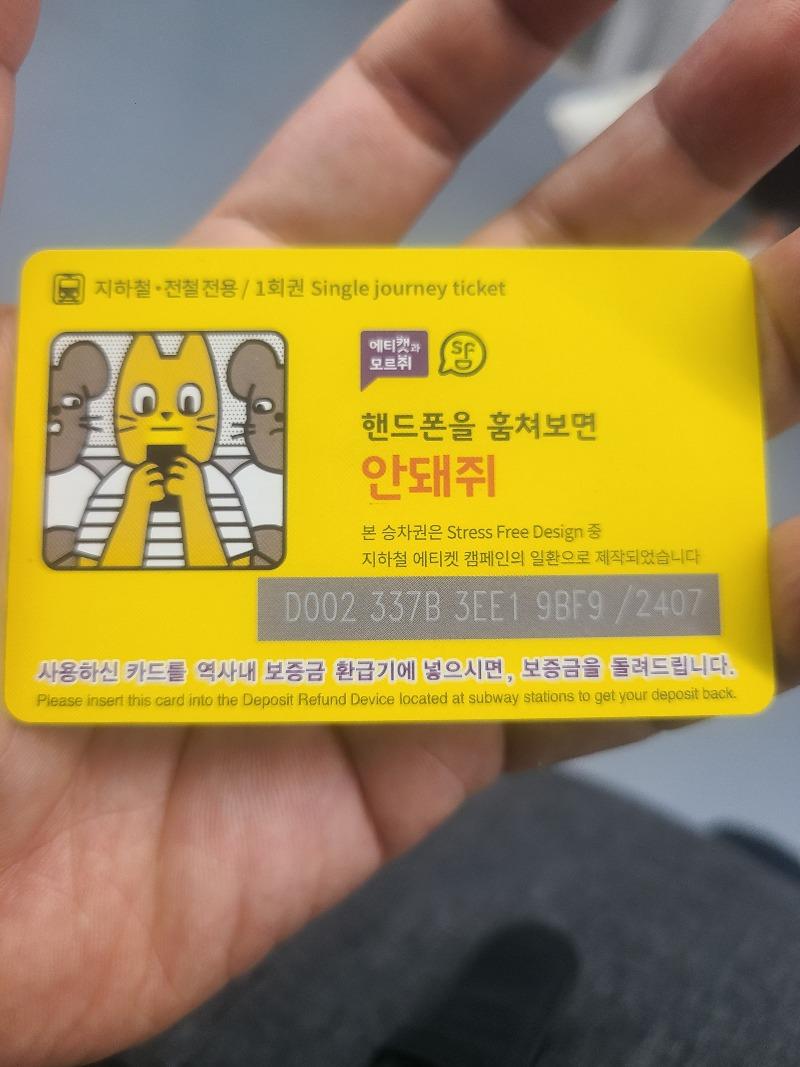 지하철·전철전용 / 1회권 Single journey ticket
에티캣과
모르쥐
SFD
핸드폰을 훔쳐보면
안돼쥐
본 승차권은 Stress Free Design 중
지하철 에티켓 캠페인의 일환으로 제작되었습니다
D002 337B 3EE1 9BF9 /2407
사용하신 카드를 역사내 보증금 환급기에 넣으시면, 보증금을 돌려드립니다.
Please insert this card into the Deposit Refund Device located at subway stations to get your deposit back.